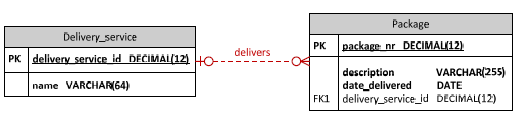 Delivery_service
PK delivery_service_id DECIMAL(12)
name VARCHAR(64)
delivers
Package
PK package_nr DECIMAL(12)
description VARCHAR(255)
date_delivered DATE
FK1 delivery_service_id DECIMAL(12)